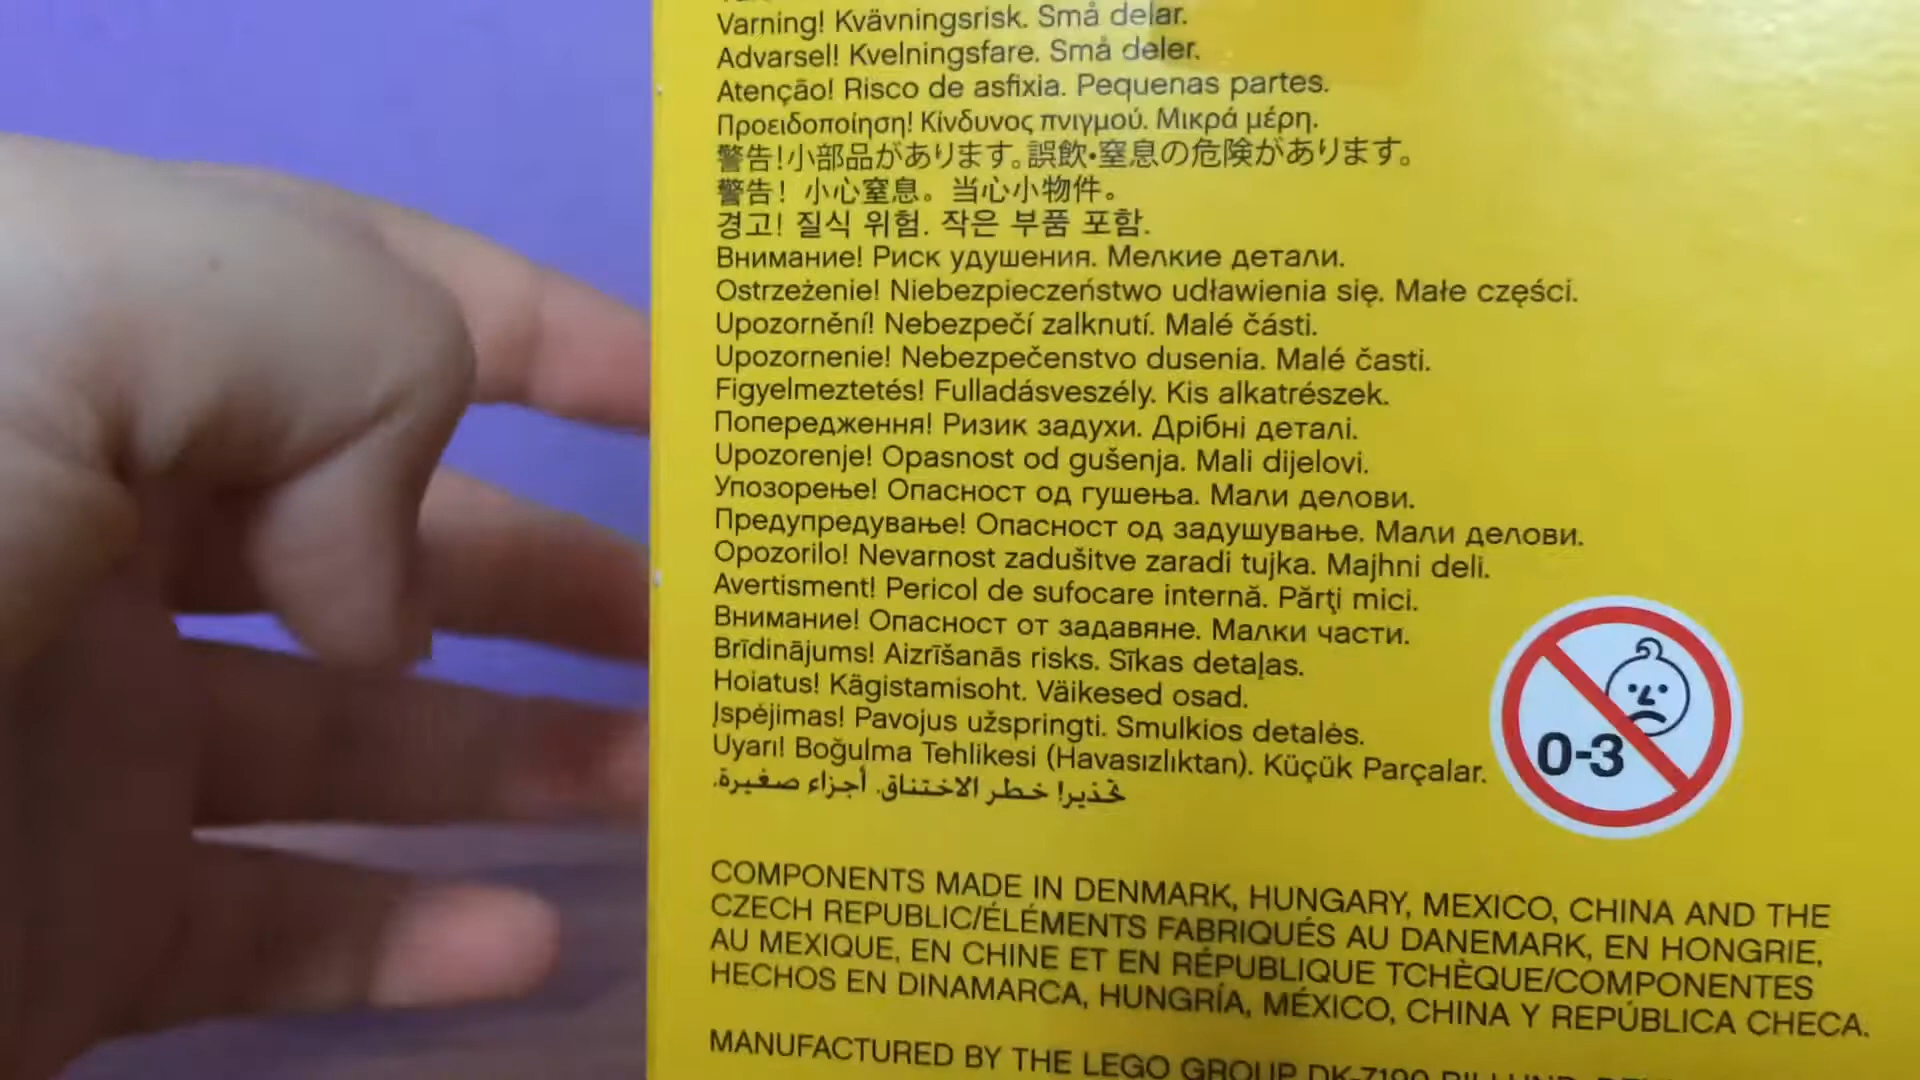 Varning! Kvävningsrisk. Små delar.
Advarsel! Kvelningsfare. Små deler.
Atenção! Risco de asfixia. Pequenas partes.
Προειδοποίηση! Κίνδυνος πνιγμού. Μικρά μέρη.
警告!小部品があります。誤飲・窒息の危険があります。
警告！小心窒息。当心小物件。
경고! 질식 위험. 작은 부품 포함.
Внимание! Риск удушения. Мелкие детали.
Ostrzeżenie! Niebezpieczeństwo udławienia się. Małe części.
Upozornění! Nebezpečí zalknutí. Malé části.
Upozornenie! Nebezpečenstvo dusenia. Malé časti.
Figyelmeztetés! Fulladásveszély. Kis alkatrészek.
Попередження! Ризик задухи. Дрібні деталі.
Upozorenje! Opasnost od gušenja. Mali dijelovi.
Упозорење! Опасност од гушења. Мали делови.
Предупредување! Опасност од задушување. Мали делови.
Opozorilo! Nevarnost zadušitve zaradi tujka. Majhni deli.
Avertisment! Pericol de sufocare internă. Părţi mici.
Внимание! Опасност от задавяне. Малки части.
Brīdinājums! Aizrīšanās risks. Sīkas detaļas.
Hoiatus! Kägistamisoht. Väikesed osad.
Įspėjimas! Pavojus užspringti. Smulkios detalės.
Uyarı! Boğulma Tehlikesi (Havasızlıktan). Küçük Parçalar.
تحذير! خطر الاختناق. أجزاء صغيرة.
0-3
COMPONENTS MADE IN DENMARK, HUNGARY, MEXICO, CHINA AND THE
CZECH REPUBLIC/ÉLÉMENTS FABRIQUÉS AU DANEMARK, EN HONGRIE,
AU MEXIQUE, EN CHINE ET EN RÉPUBLIQUE TCHÈQUE/COMPONENTES
HECHOS EN DINAMARCA, HUNGRÍA, MÉXICO, CHINA Y REPÚBLICA CHECA.
MANUFACTURED BY THE LEGO GROUP DK-7190